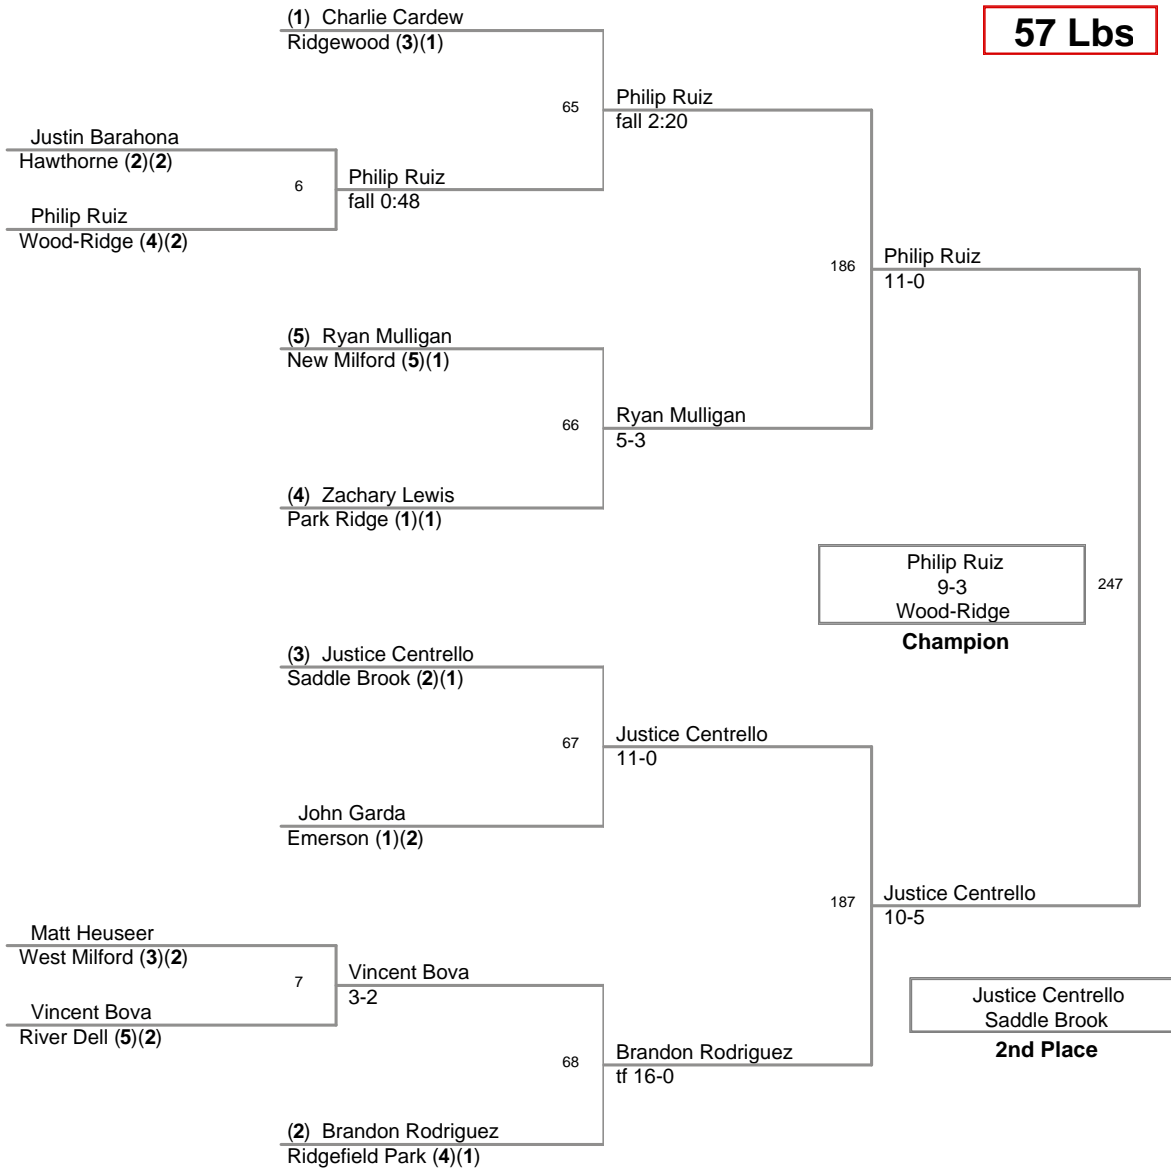 57 Lbs
(1) Charlie Cardew
Ridgewood (3)(1)
65
Philip Ruiz
fall 2:20
Justin Barahona
Hawthorne (2)(2)
6
Philip Ruiz
fall 0:48
Philip Ruiz
Wood-Ridge (4)(2)
186
Philip Ruiz
11-0
(5) Ryan Mulligan
New Milford (5)(1)
66
Ryan Mulligan
5-3
(4) Zachary Lewis
Park Ridge (1)(1)
Philip Ruiz
9-3
Wood-Ridge
Champion
247
(3) Justice Centrello
Saddle Brook (2)(1)
67
Justice Centrello
11-0
John Garda
Emerson (1)(2)
187
Justice Centrello
10-5
Matt Heuseer
West Milford (3)(2)
7
Vincent Bova
3-2
Vincent Bova
River Dell (5)(2)
Justice Centrello
Saddle Brook
2nd Place
68
Brandon Rodriguez
tf 16-0
(2) Brandon Rodriguez
Ridgefield Park (4)(1)